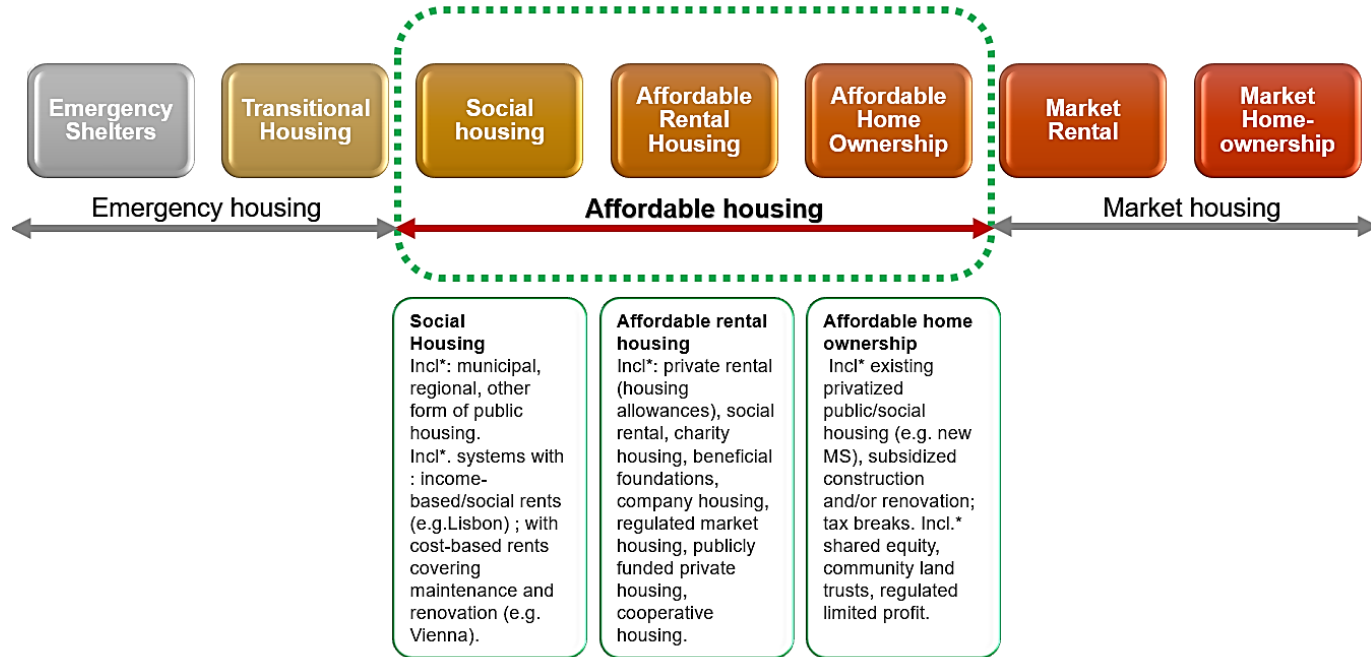 Emergency
Shelters
Transitional
Housing
Social
housing
Affordable
Rental
Housing
Affordable
Home
Ownership
Market
Rental
Market
Home-
ownership
Emergency housing
Affordable housing
Market housing
Social
Housing
Incl*: municipal,
regional, other
form of public
housing.
Incl*. systems with
: income-
based/social rents
(e.g.Lisbon) ; with
cost-based rents
covering
maintenance and
renovation (e.g.
Vienna).
Affordable rental
housing
Incl*: private rental
(housing
allowances), social
rental, charity
housing, beneficial
foundations,
company housing,
regulated market
housing, publicly
funded private
housing,
cooperative
housing.
Affordable home
ownership
Incl* existing
privatized
public/social
housing (e.g. new
MS), subsidized
construction
and/or renovation;
tax breaks. Incl.*
shared equity,
community land
trusts, regulated
limited profit.